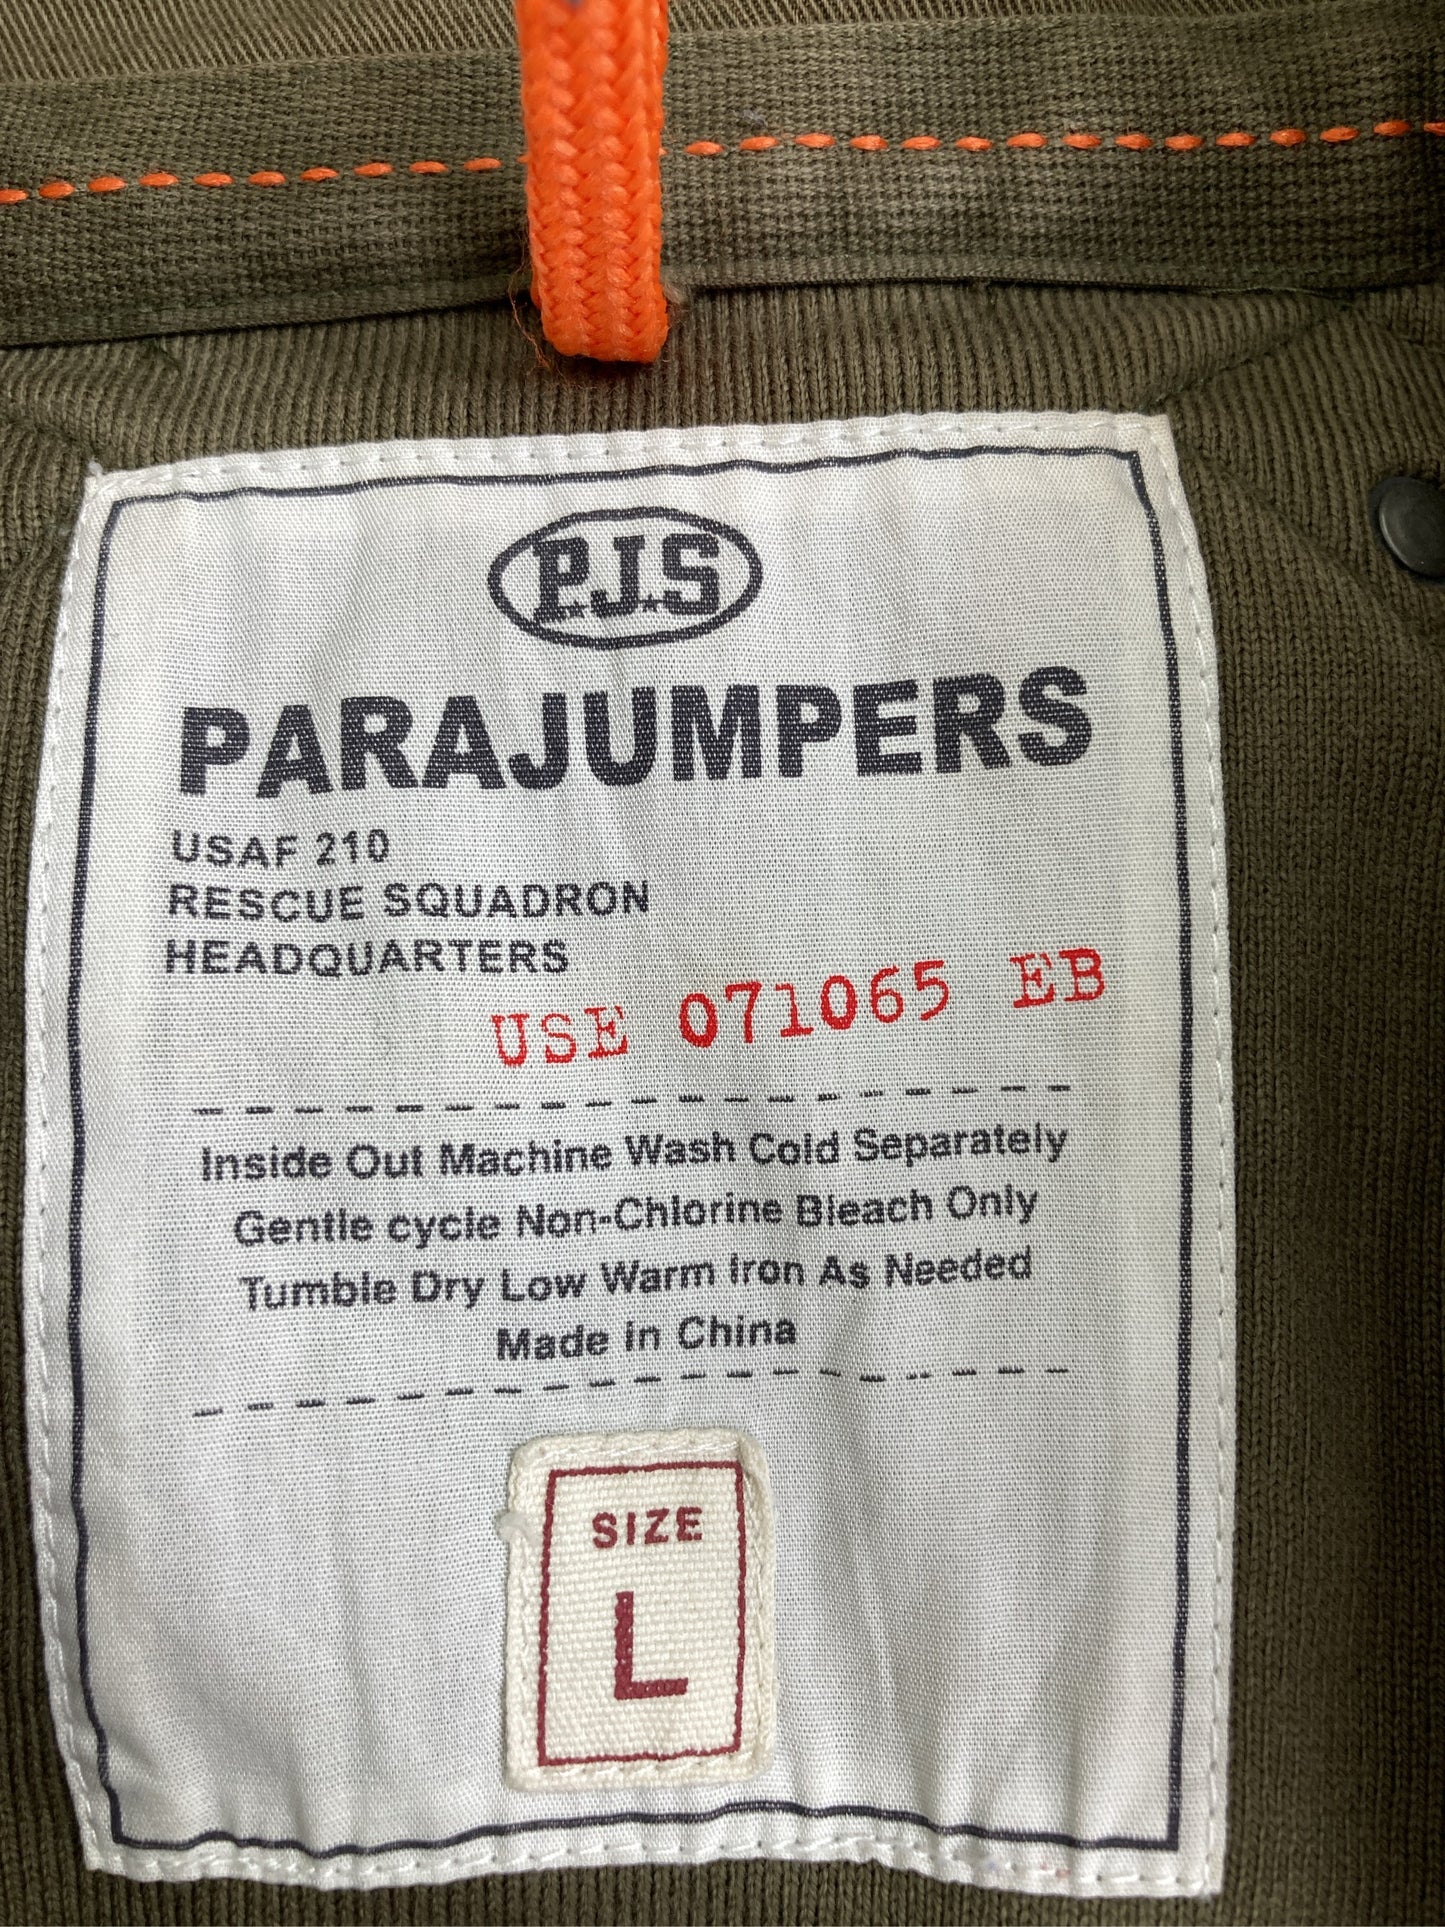 P.J.S
PARAJUMPERS
USAF 210
RESCUE SQUADRON
HEADQUARTERS
USE 071065 EB
Inside Out Machine Wash Cold Separately
Gentle cycle Non-Chlorine Bleach Only
Tumble Dry Low Warm Iron As Needed
Made in China
SIZE
L